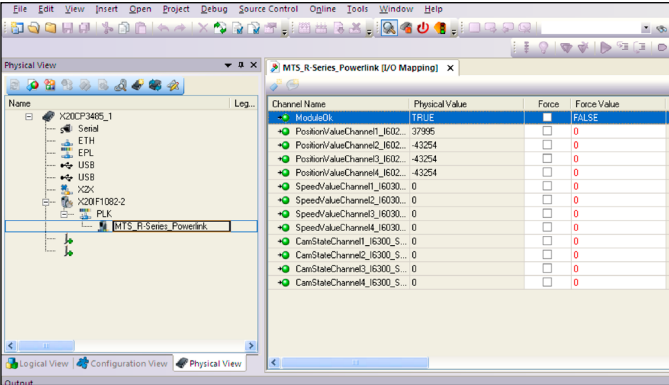 File Edit View Insert Open Project Debug Source Control Online Tools Window Help
Physical View
MTS_R-Series_Powerlink [I/O Mapping] X
Name Leg...
X20CP3485_1
Serial
ETH
EPL
USB
USB
X2X
X20IF1082-2
PLK
MTS_R-Series_Powerlink
Channel Name Physical Value Force Force Value
ModuleOk TRUE FALSE
PositionValueChannel1_I602... 37995 0
PositionValueChannel2_I602... -43254 0
PositionValueChannel3_I602... -43254 0
PositionValueChannel4_I602... -43254 0
SpeedValueChannel1_I6030... 0 0
SpeedValueChannel2_I6030... 0 0
SpeedValueChannel3_I6030... 0 0
SpeedValueChannel4_I6030... 0 0
CamStateChannel1_I6300_S... 0 0
CamStateChannel2_I6300_S... 0 0
CamStateChannel3_I6300_S... 0 0
CamStateChannel4_I6300_S... 0 0
Logical View Configuration View Physical View
Output